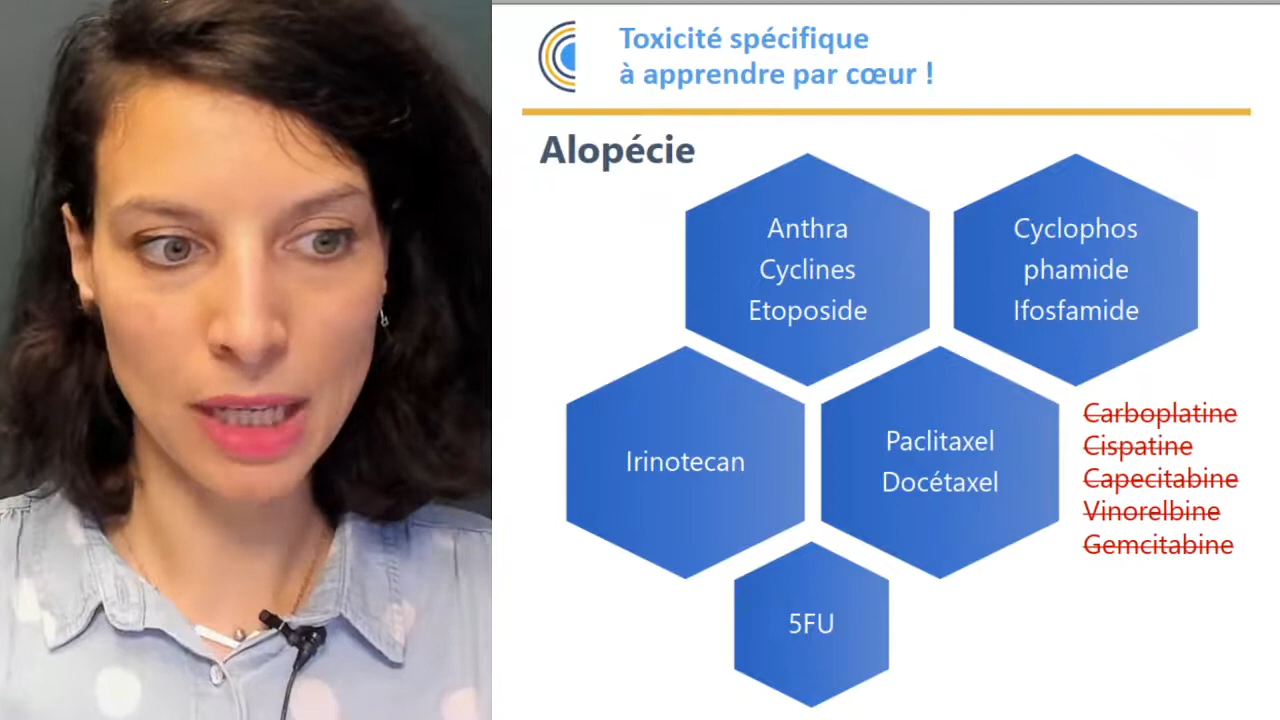 Toxicité spécifique
à apprendre par cœur !
Alopécie
Anthra
Cyclines
Etoposide
Cyclophos
phamide
Ifosfamide
Irinotecan
Paclitaxel
Docétaxel
Carboplatine
Cispatine
Capecitabine
Vinorelbine
Gemcitabine
5FU